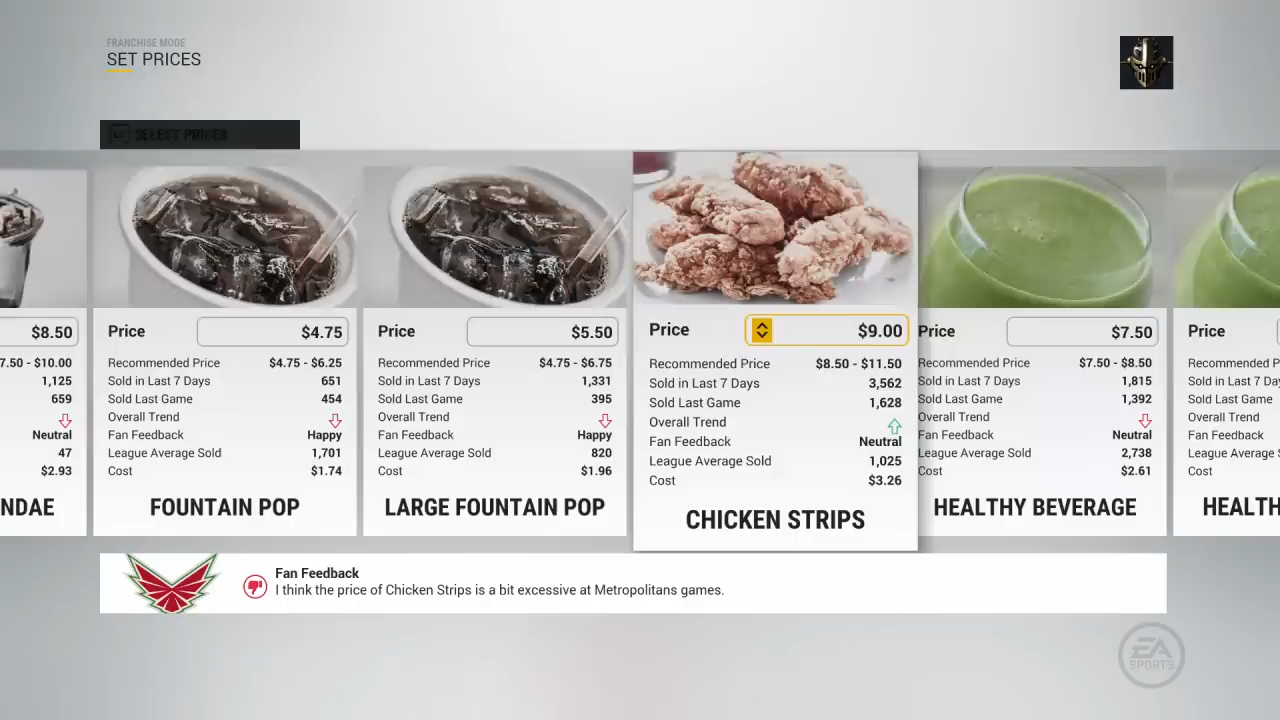 FRANCHISE MODE
SET PRICES
SELECT PRICES
$8.50
7.50 - $10.00
1,125
659
Neutral
47
$2.93
NDAE
Price $4.75
Recommended Price $4.75 - $6.25
Sold in Last 7 Days 651
Sold Last Game 454
Overall Trend
Fan Feedback Happy
League Average Sold 1,701
Cost $1.74
FOUNTAIN POP
Price $5.50
Recommended Price $4.75 - $6.75
Sold in Last 7 Days 1,331
Sold Last Game 395
Overall Trend
Fan Feedback Happy
League Average Sold 820
Cost $1.96
LARGE FOUNTAIN POP
Price $9.00
Recommended Price $8.50 - $11.50
Sold in Last 7 Days 3,562
Sold Last Game 1,628
Overall Trend
Fan Feedback Neutral
League Average Sold 1,025
Cost $3.26
CHICKEN STRIPS
Price $7.50
Recommended Price $7.50 - $8.50
Sold in Last 7 Days 1,815
Sold Last Game 1,392
Overall Trend
Fan Feedback Neutral
League Average Sold 2,738
Cost $2.61
HEALTHY BEVERAGE
Price
Recommended P
Sold in Last 7 D
Sold Last Game
Overall Trend
Fan Feedback
League Average S
Cost
HEALTH
Fan Feedback
I think the price of Chicken Strips is a bit excessive at Metropolitans games.
EA
SPORTS